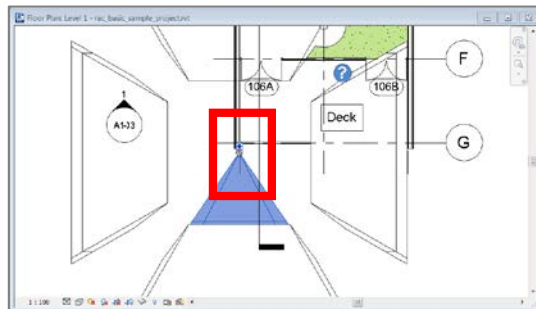 Floor Plan: Level 1 - rac_basic_sample_project.rvt
F
?
106A
106B
1
A1-J3
Deck
G
1 : 100